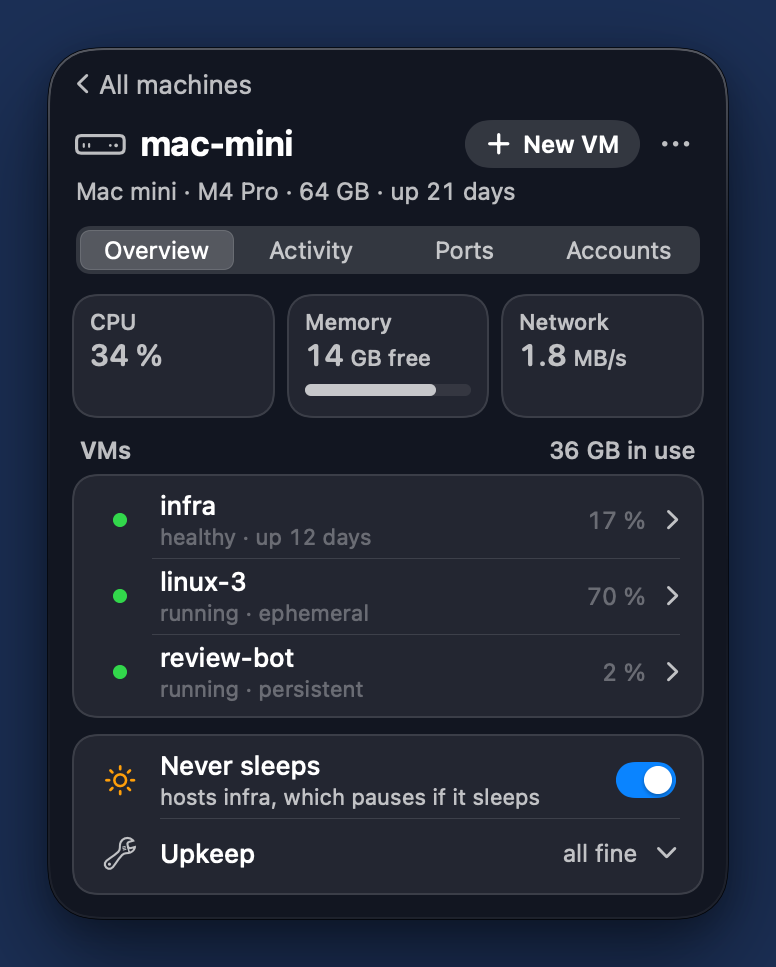 All machines
mac-mini
New VM
Mac mini · M4 Pro · 64 GB · up 21 days
Overview Activity Ports Accounts
CPU Memory Network
34 % 14 GB free 1.8 MB/s
VMs 36 GB in use
infra
healthy · up 12 days
17 %
linux-3
running · ephemeral
70 %
review-bot
running · persistent
2 %
Never sleeps
hosts infra, which pauses if it sleeps
Upkeep all fine